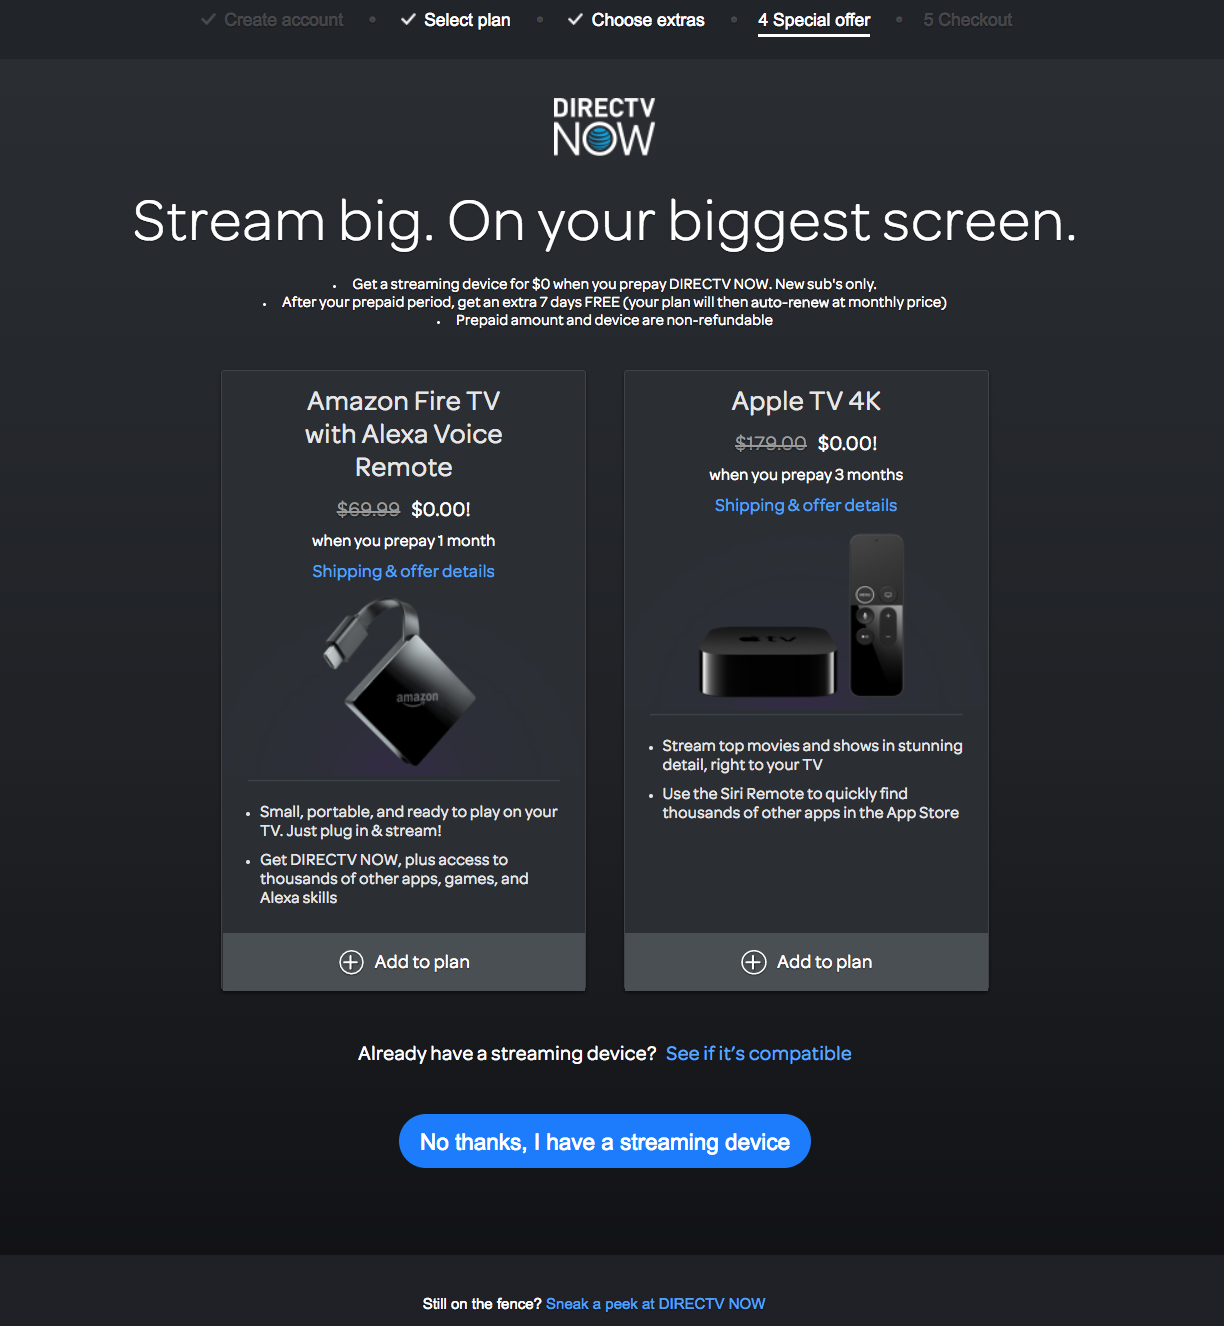 Create account • Select plan • Choose extras • 4 Special offer • 5 Checkout
DIRECTV
NOW
Stream big. On your biggest screen.
• Get a streaming device for $0 when you prepay DIRECTV NOW. New sub's only.
• After your prepaid period, get an extra 7 days FREE (your plan will then auto-renew at monthly price)
• Prepaid amount and device are non-refundable
Amazon Fire TV
with Alexa Voice
Remote
$69.99 $0.00!
when you prepay 1 month
Shipping & offer details
amazon
• Small, portable, and ready to play on your
TV. Just plug in & stream!
• Get DIRECTV NOW, plus access to
thousands of other apps, games, and
Alexa skills
Add to plan
Apple TV 4K
$179.00 $0.00!
when you prepay 3 months
Shipping & offer details
tv
MENU
• Stream top movies and shows in stunning
detail, right to your TV
• Use the Siri Remote to quickly find
thousands of other apps in the App Store
Add to plan
Already have a streaming device? See if it's compatible
No thanks, I have a streaming device
Still on the fence? Sneak a peek at DIRECTV NOW